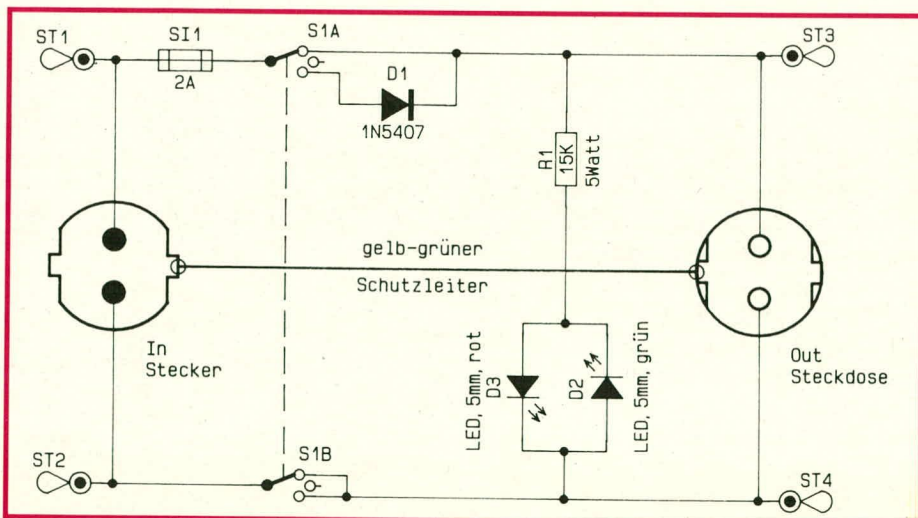 ST1
SI1
2A
S1A
D1
1N5407
ST3
R1
15K
5Watt
gelb-grüner
Schutzleiter
In
Stecker
LED, 5mm, rot
D3
D2
LED, 5mm, grün
Out
Steckdose
ST2
S1B
ST4